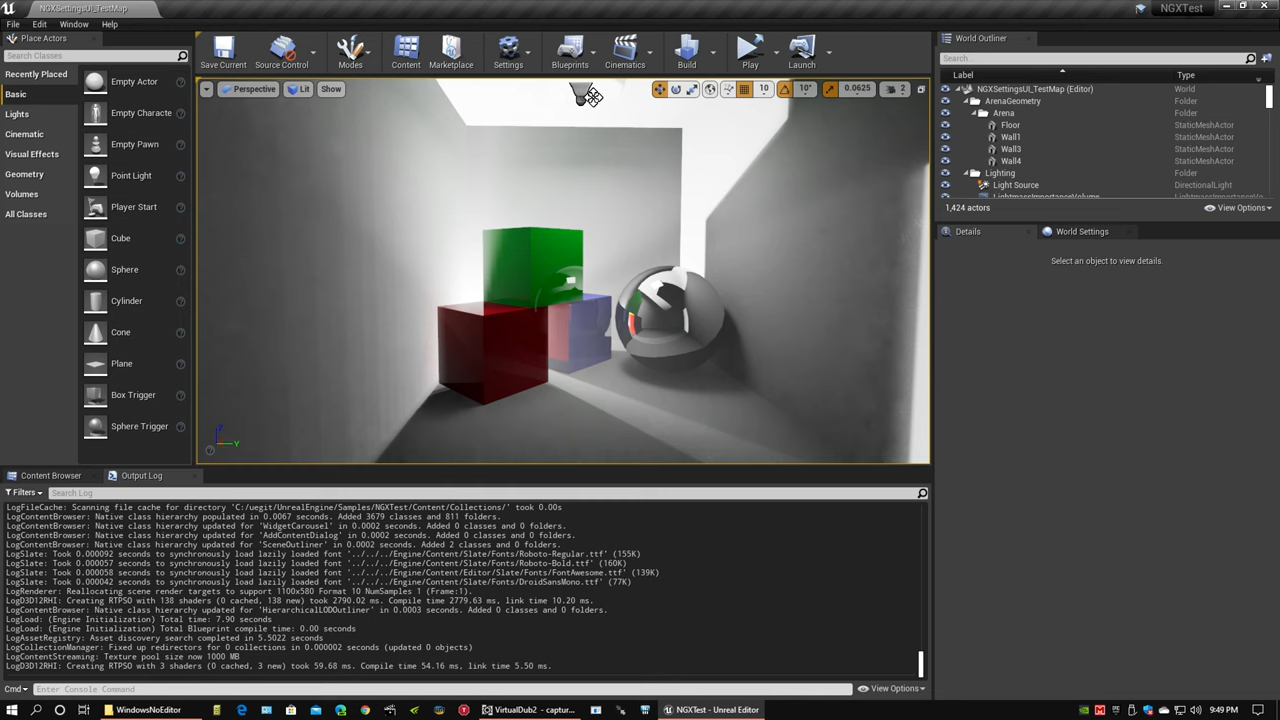 NGXSettingsUI_TestMap
NGXTest
File Edit Window Help
Place Actors
Search Classes
Recently Placed
Basic
Lights
Cinematic
Visual Effects
Geometry
Volumes
All Classes
Empty Actor
Empty Characte
Empty Pawn
Point Light
Player Start
Cube
Sphere
Cylinder
Cone
Plane
Box Trigger
Sphere Trigger
Save Current Source Control Modes Content Marketplace Settings Blueprints Cinematics Build Play Launch
Perspective Lit Show
10 10° 0.0625 2
World Outliner
Search...
Label Type
NGXSettingsUI_TestMap (Editor) World
ArenaGeometry Folder
Arena Folder
Floor StaticMeshActor
Wall1 StaticMeshActor
Wall3 StaticMeshActor
Wall4 StaticMeshActor
Lighting Folder
Light Source DirectionalLight
1,424 actors View Options
Details World Settings
Select an object to view details.
Z
Y
Content Browser Output Log
Filters Search Log
LogFileCache: Scanning file cache for directory 'C:/uegit/UnrealEngine/Samples/NGXTest/Content/Collections/' took 0.00s
LogContentBrowser: Native class hierarchy populated in 0.0067 seconds. Added 3679 classes and 811 folders.
LogContentBrowser: Native class hierarchy updated for 'WidgetCarousel' in 0.0002 seconds. Added 0 classes and 0 folders.
LogContentBrowser: Native class hierarchy updated for 'AddContentDialog' in 0.0002 seconds. Added 0 classes and 0 folders.
LogContentBrowser: Native class hierarchy updated for 'SceneOutliner' in 0.0002 seconds. Added 2 classes and 0 folders.
LogSlate: Took 0.000092 seconds to synchronously load lazily loaded font '../../../Engine/Content/Slate/Fonts/Roboto-Regular.ttf' (155K)
LogSlate: Took 0.000057 seconds to synchronously load lazily loaded font '../../../Engine/Content/Slate/Fonts/Roboto-Bold.ttf' (160K)
LogSlate: Took 0.000058 seconds to synchronously load lazily loaded font '../../../Engine/Content/Editor/Slate/Fonts/FontAwesome.ttf' (139K)
LogSlate: Took 0.000042 seconds to synchronously load lazily loaded font '../../../Engine/Content/Slate/Fonts/DroidSansMono.ttf' (77K)
LogRenderer: Reallocating scene render targets to support 1100x580 Format 10 NumSamples 1 (Frame:1).
LogD3D12RHI: Creating RTPSO with 138 shaders (0 cached, 138 new) took 2790.02 ms. Compile time 2779.63 ms, link time 10.20 ms.
LogContentBrowser: Native class hierarchy updated for 'HierarchicalLODOutliner' in 0.0003 seconds. Added 0 classes and 0 folders.
LogLoad: (Engine Initialization) Total time: 7.90 seconds
LogLoad: (Engine Initialization) Total Blueprint compile time: 0.00 seconds
LogAssetRegistry: Asset discovery search completed in 5.5022 seconds
LogCollectionManager: Fixed up redirectors for 0 collections in 0.000002 seconds (updated 0 objects)
LogContentStreaming: Texture pool size now 1000 MB
LogD3D12RHI: Creating RTPSO with 3 shaders (0 cached, 3 new) took 59.68 ms. Compile time 54.16 ms, link time 5.50 ms.
Cmd Enter Console Command View Options
WindowsNoEditor VirtualDub2 - captur... NGXTest - Unreal Editor 9:49 PM